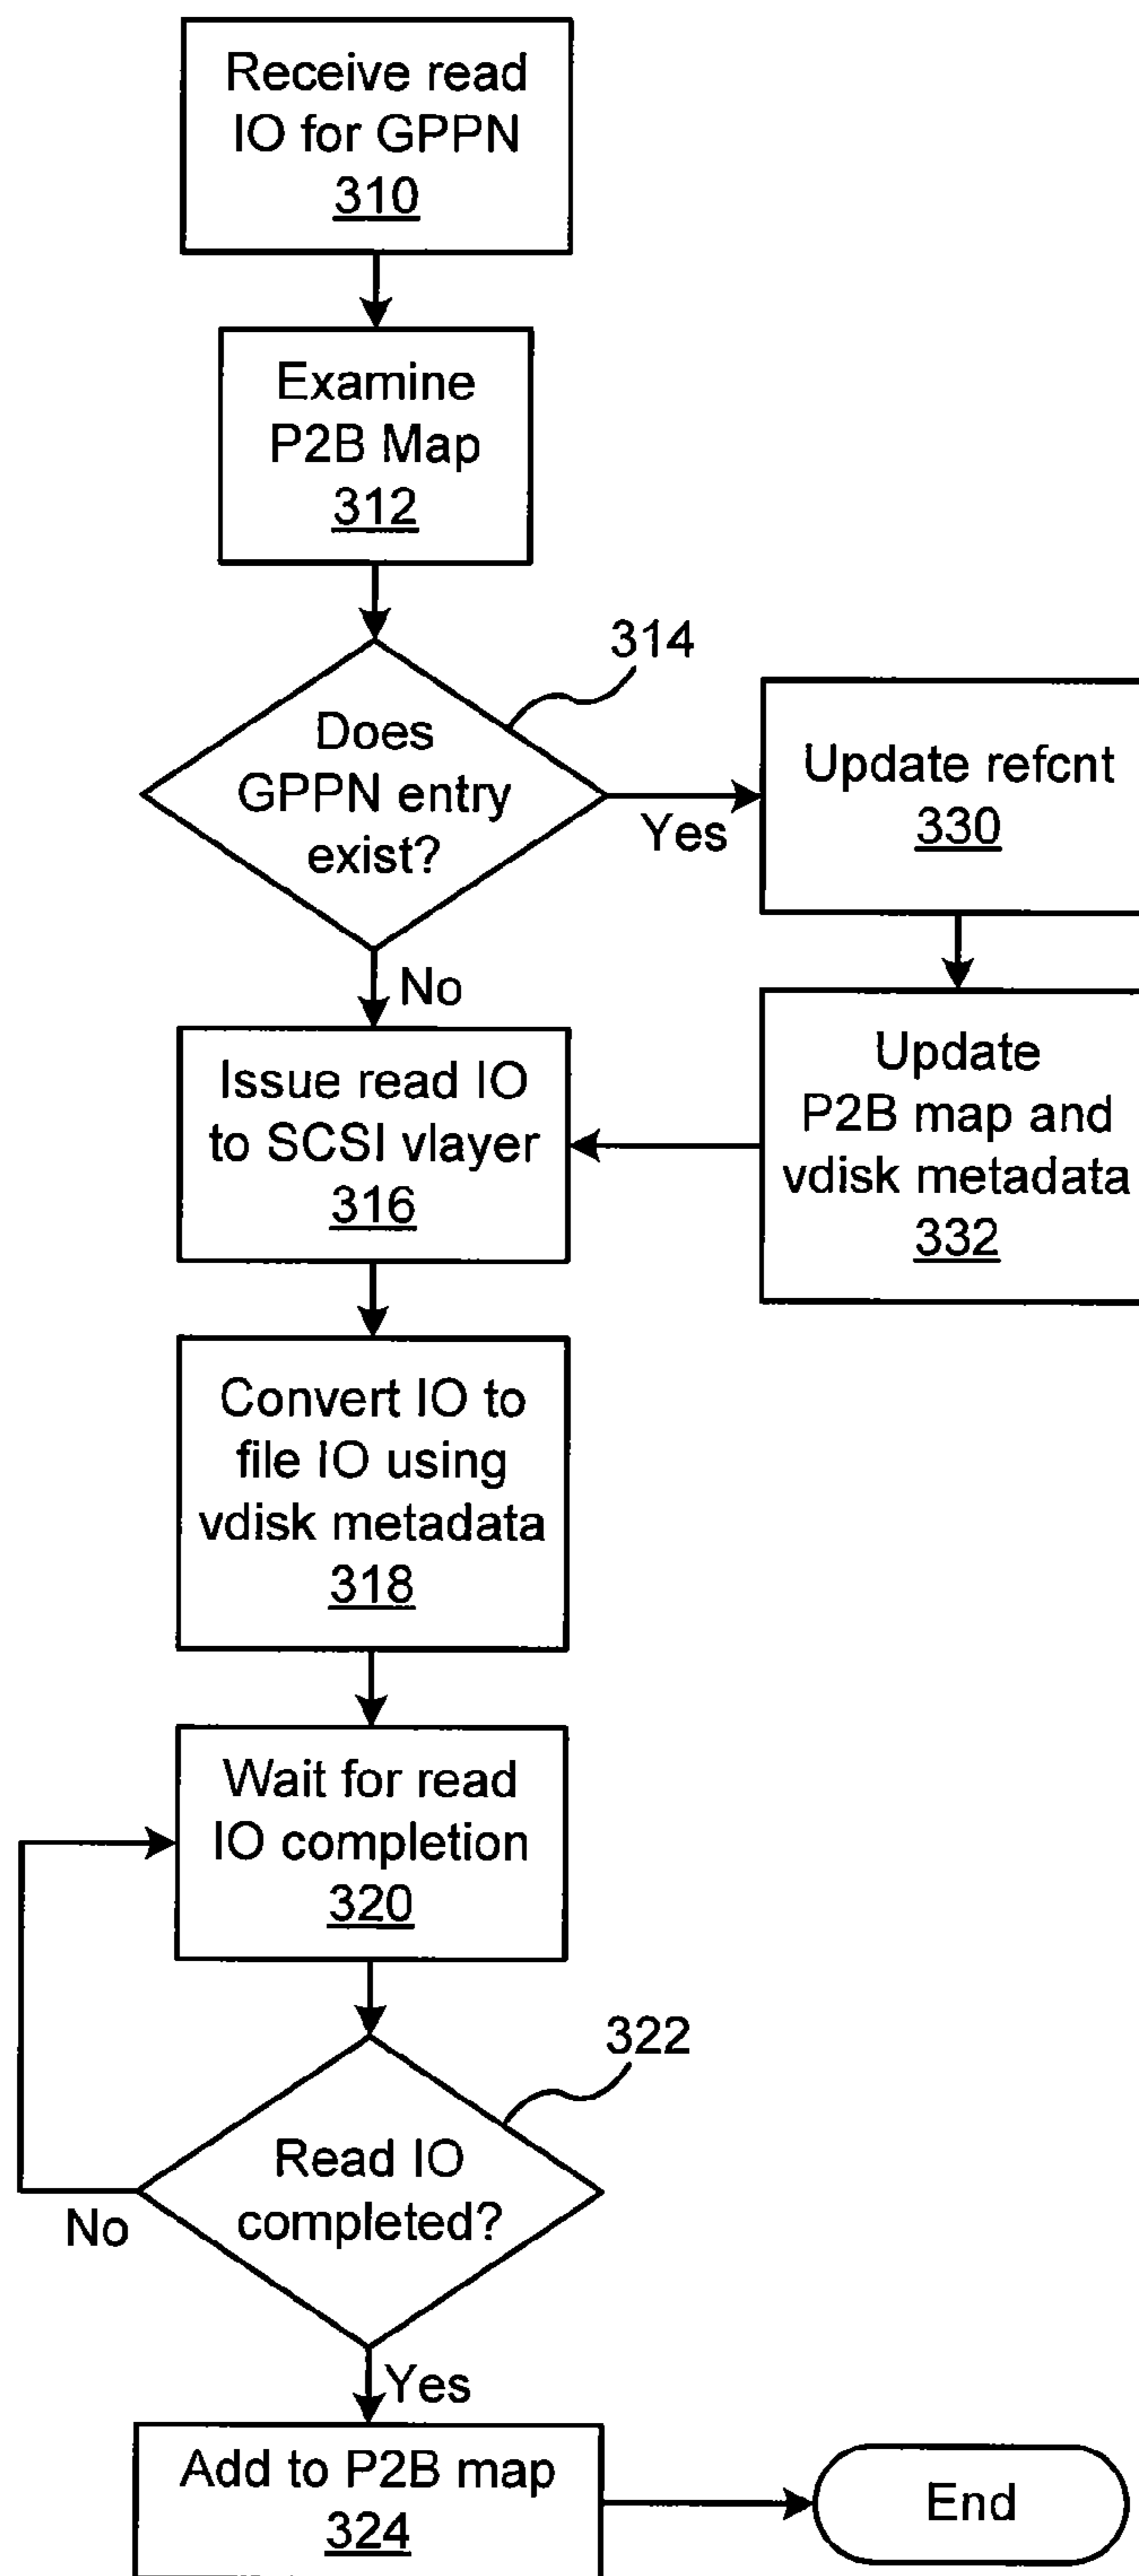 Receive read
IO for GPPN
310
Examine
P2B Map
312
314
Does
GPPN entry
exist?
Yes
Update refcnt
330
No
Update
P2B map and
vdisk metadata
332
Issue read IO
to SCSI vlayer
316
Convert IO to
file IO using
vdisk metadata
318
Wait for read
IO completion
320
322
Read IO
completed?
No
Yes
Add to P2B map
324
End